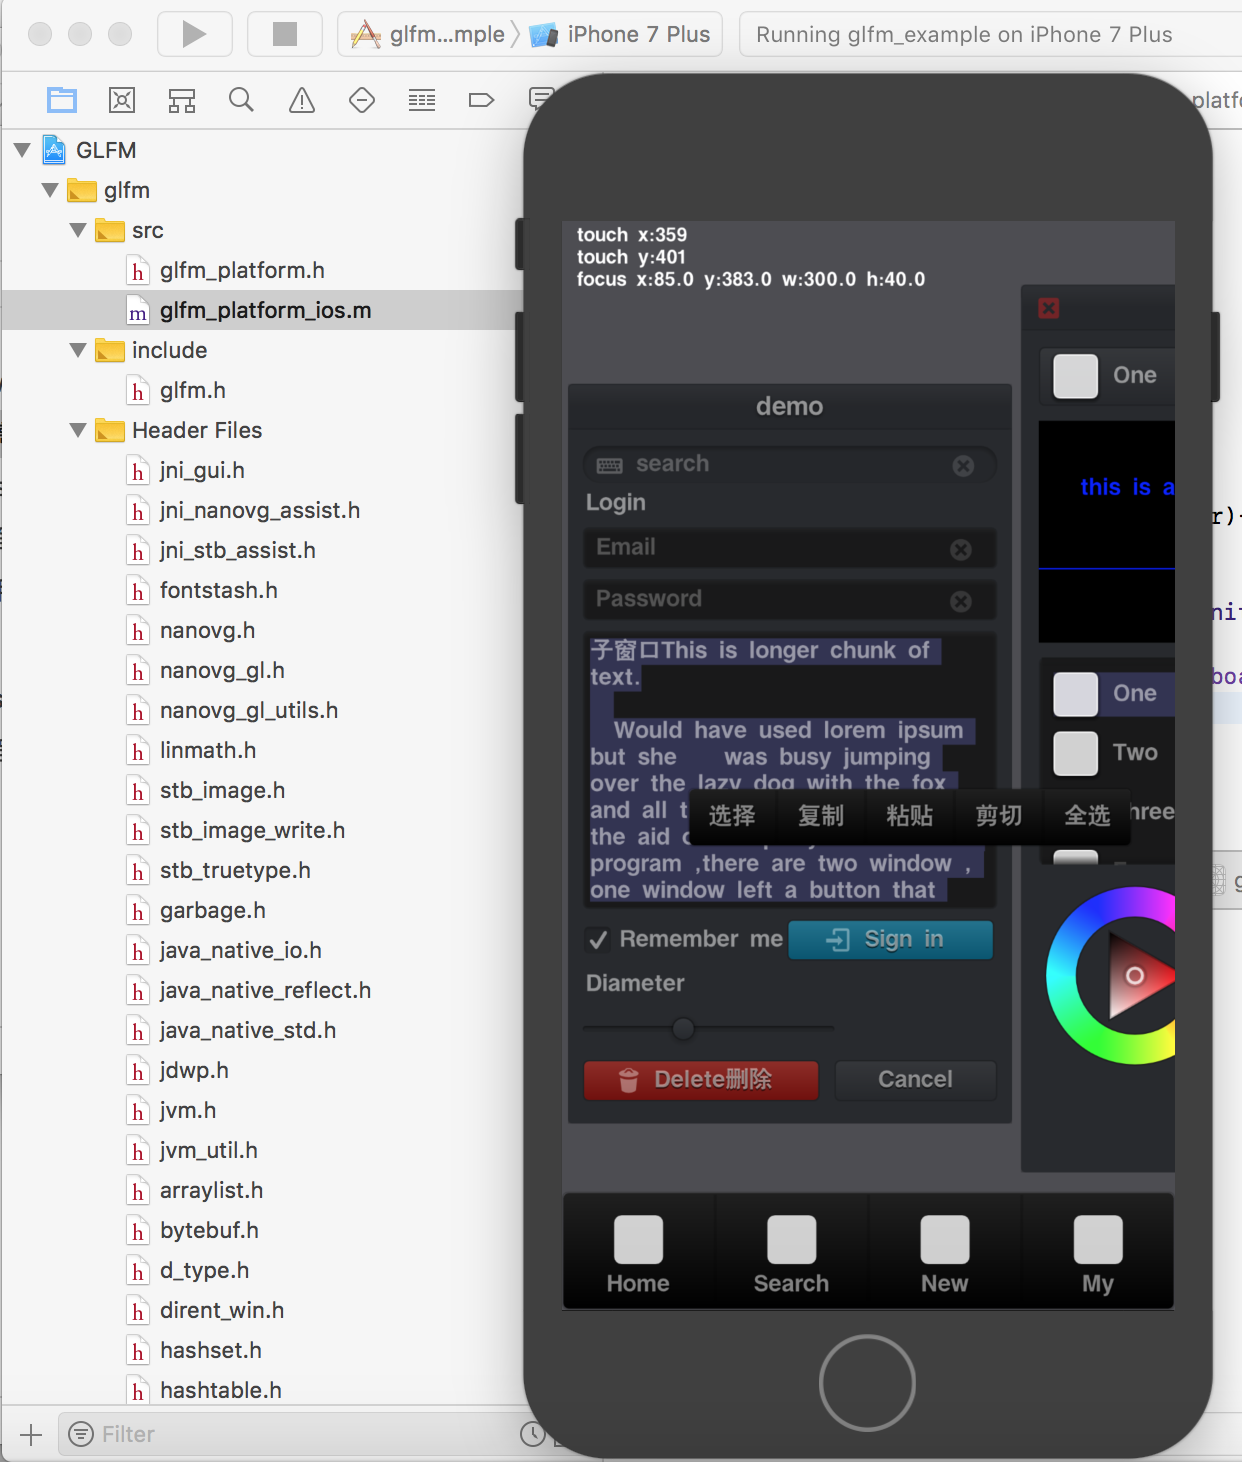 glfm...mple
iPhone 7 Plus
Running glfm_example on iPhone 7 Plus
platfo
GLFM
glfm
src
glfm_platform.h
glfm_platform_ios.m
include
glfm.h
Header Files
jni_gui.h
jni_nanovg_assist.h
jni_stb_assist.h
fontstash.h
nanovg.h
nanovg_gl.h
nanovg_gl_utils.h
linmath.h
stb_image.h
stb_image_write.h
stb_truetype.h
garbage.h
java_native_io.h
java_native_reflect.h
java_native_std.h
jdwp.h
jvm.h
jvm_util.h
arraylist.h
bytebuf.h
d_type.h
dirent_win.h
hashset.h
hashtable.h
Filter
touch x:359
touch y:401
focus x:85.0 y:383.0 w:300.0 h:40.0
demo
search
Login
Email
Password
子窗口This is longer chunk of
text.
Would have used lorem ipsum
but she was busy jumping
over the lazy dog with the fox
and all t
the aid
program ,there are two window ,
one window left a button that
选择 复制 粘贴 剪切 全选
Remember me
Sign in
Diameter
Delete删除
Cancel
One
this is a
One
Two
hree
Home
Search
New
My
r)
nit
boa
g